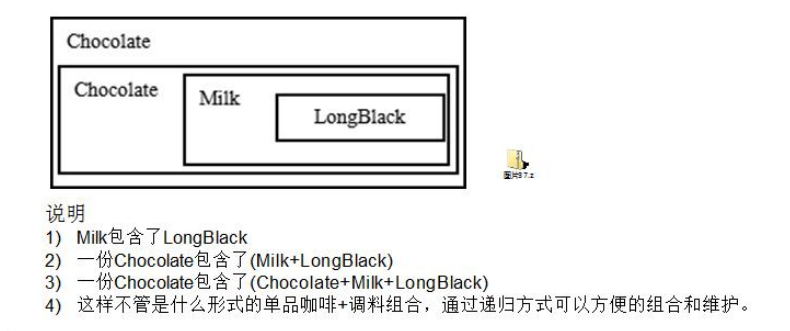 Chocolate
Chocolate
Milk
LongBlack
图片37.z
说明
1) Milk包含了LongBlack
2) 一份Chocolate包含了(Milk+LongBlack)
3) 一份Chocolate包含了(Chocolate+Milk+LongBlack)
4) 这样不管是什么形式的单品咖啡+调料组合，通过递归方式可以方便的组合和维护。